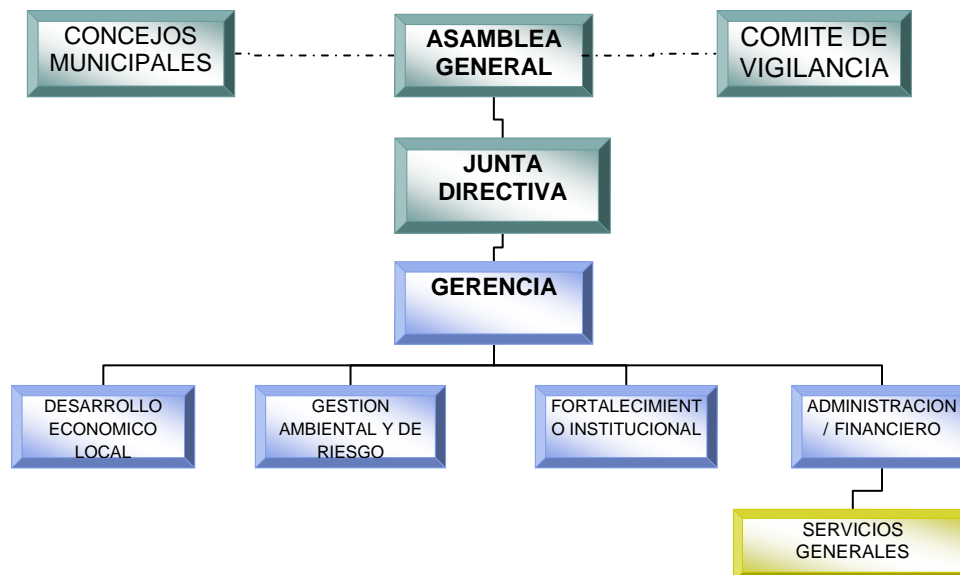 CONCEJOS
MUNICIPALES
ASAMBLEA
GENERAL
COMITE DE
VIGILANCIA
JUNTA
DIRECTIVA
GERENCIA
DESARROLLO
ECONOMICO
LOCAL
GESTION
AMBIENTAL Y DE
RIESGO
FORTALECIMIENT
O INSTITUCIONAL
ADMINISTRACION
/ FINANCIERO
SERVICIOS
GENERALES